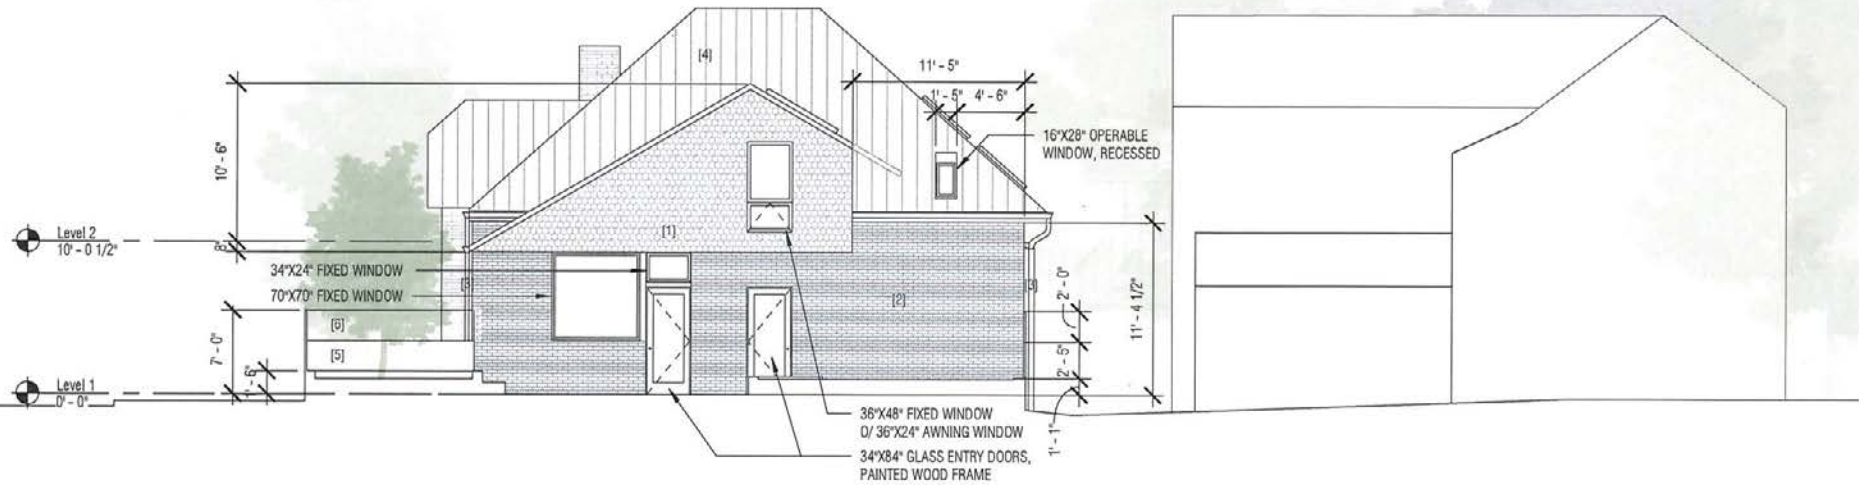 [4]
11' - 5"
1' - 5"
4' - 6"
16"X28" OPERABLE
WINDOW, RECESSED
10' - 6"
Level 2
10' - 0 1/2"
8"
[1]
34"X24" FIXED WINDOW
70"X70" FIXED WINDOW
[3]
[2]
[3]
2' - 0"
11' - 4 1/2"
[6]
[5]
7' - 0"
2' - 5"
Level 1
0' - 0"
36"X48" FIXED WINDOW
O/ 36"X24" AWNING WINDOW
1' - 1"
34"X84" GLASS ENTRY DOORS,
PAINTED WOOD FRAME